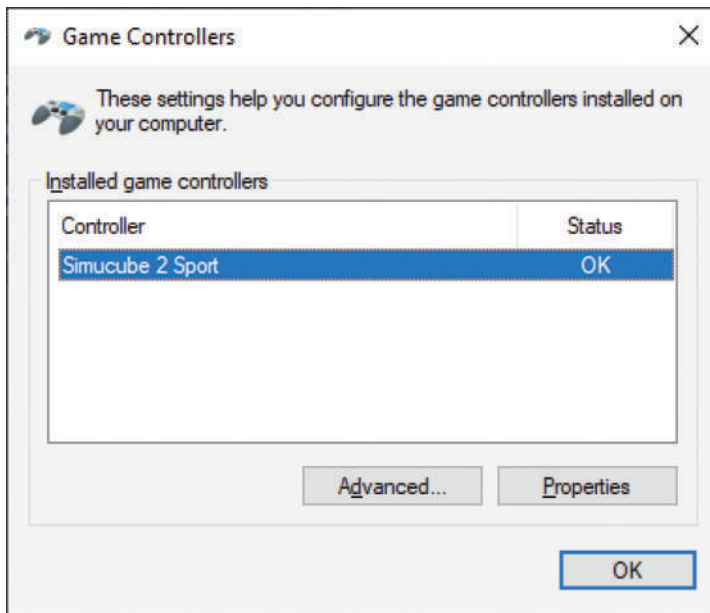 Game Controllers
These settings help you configure the game controllers installed on
your computer.
Installed game controllers
Controller Status
Simucube 2 Sport OK
Advanced... Properties
OK